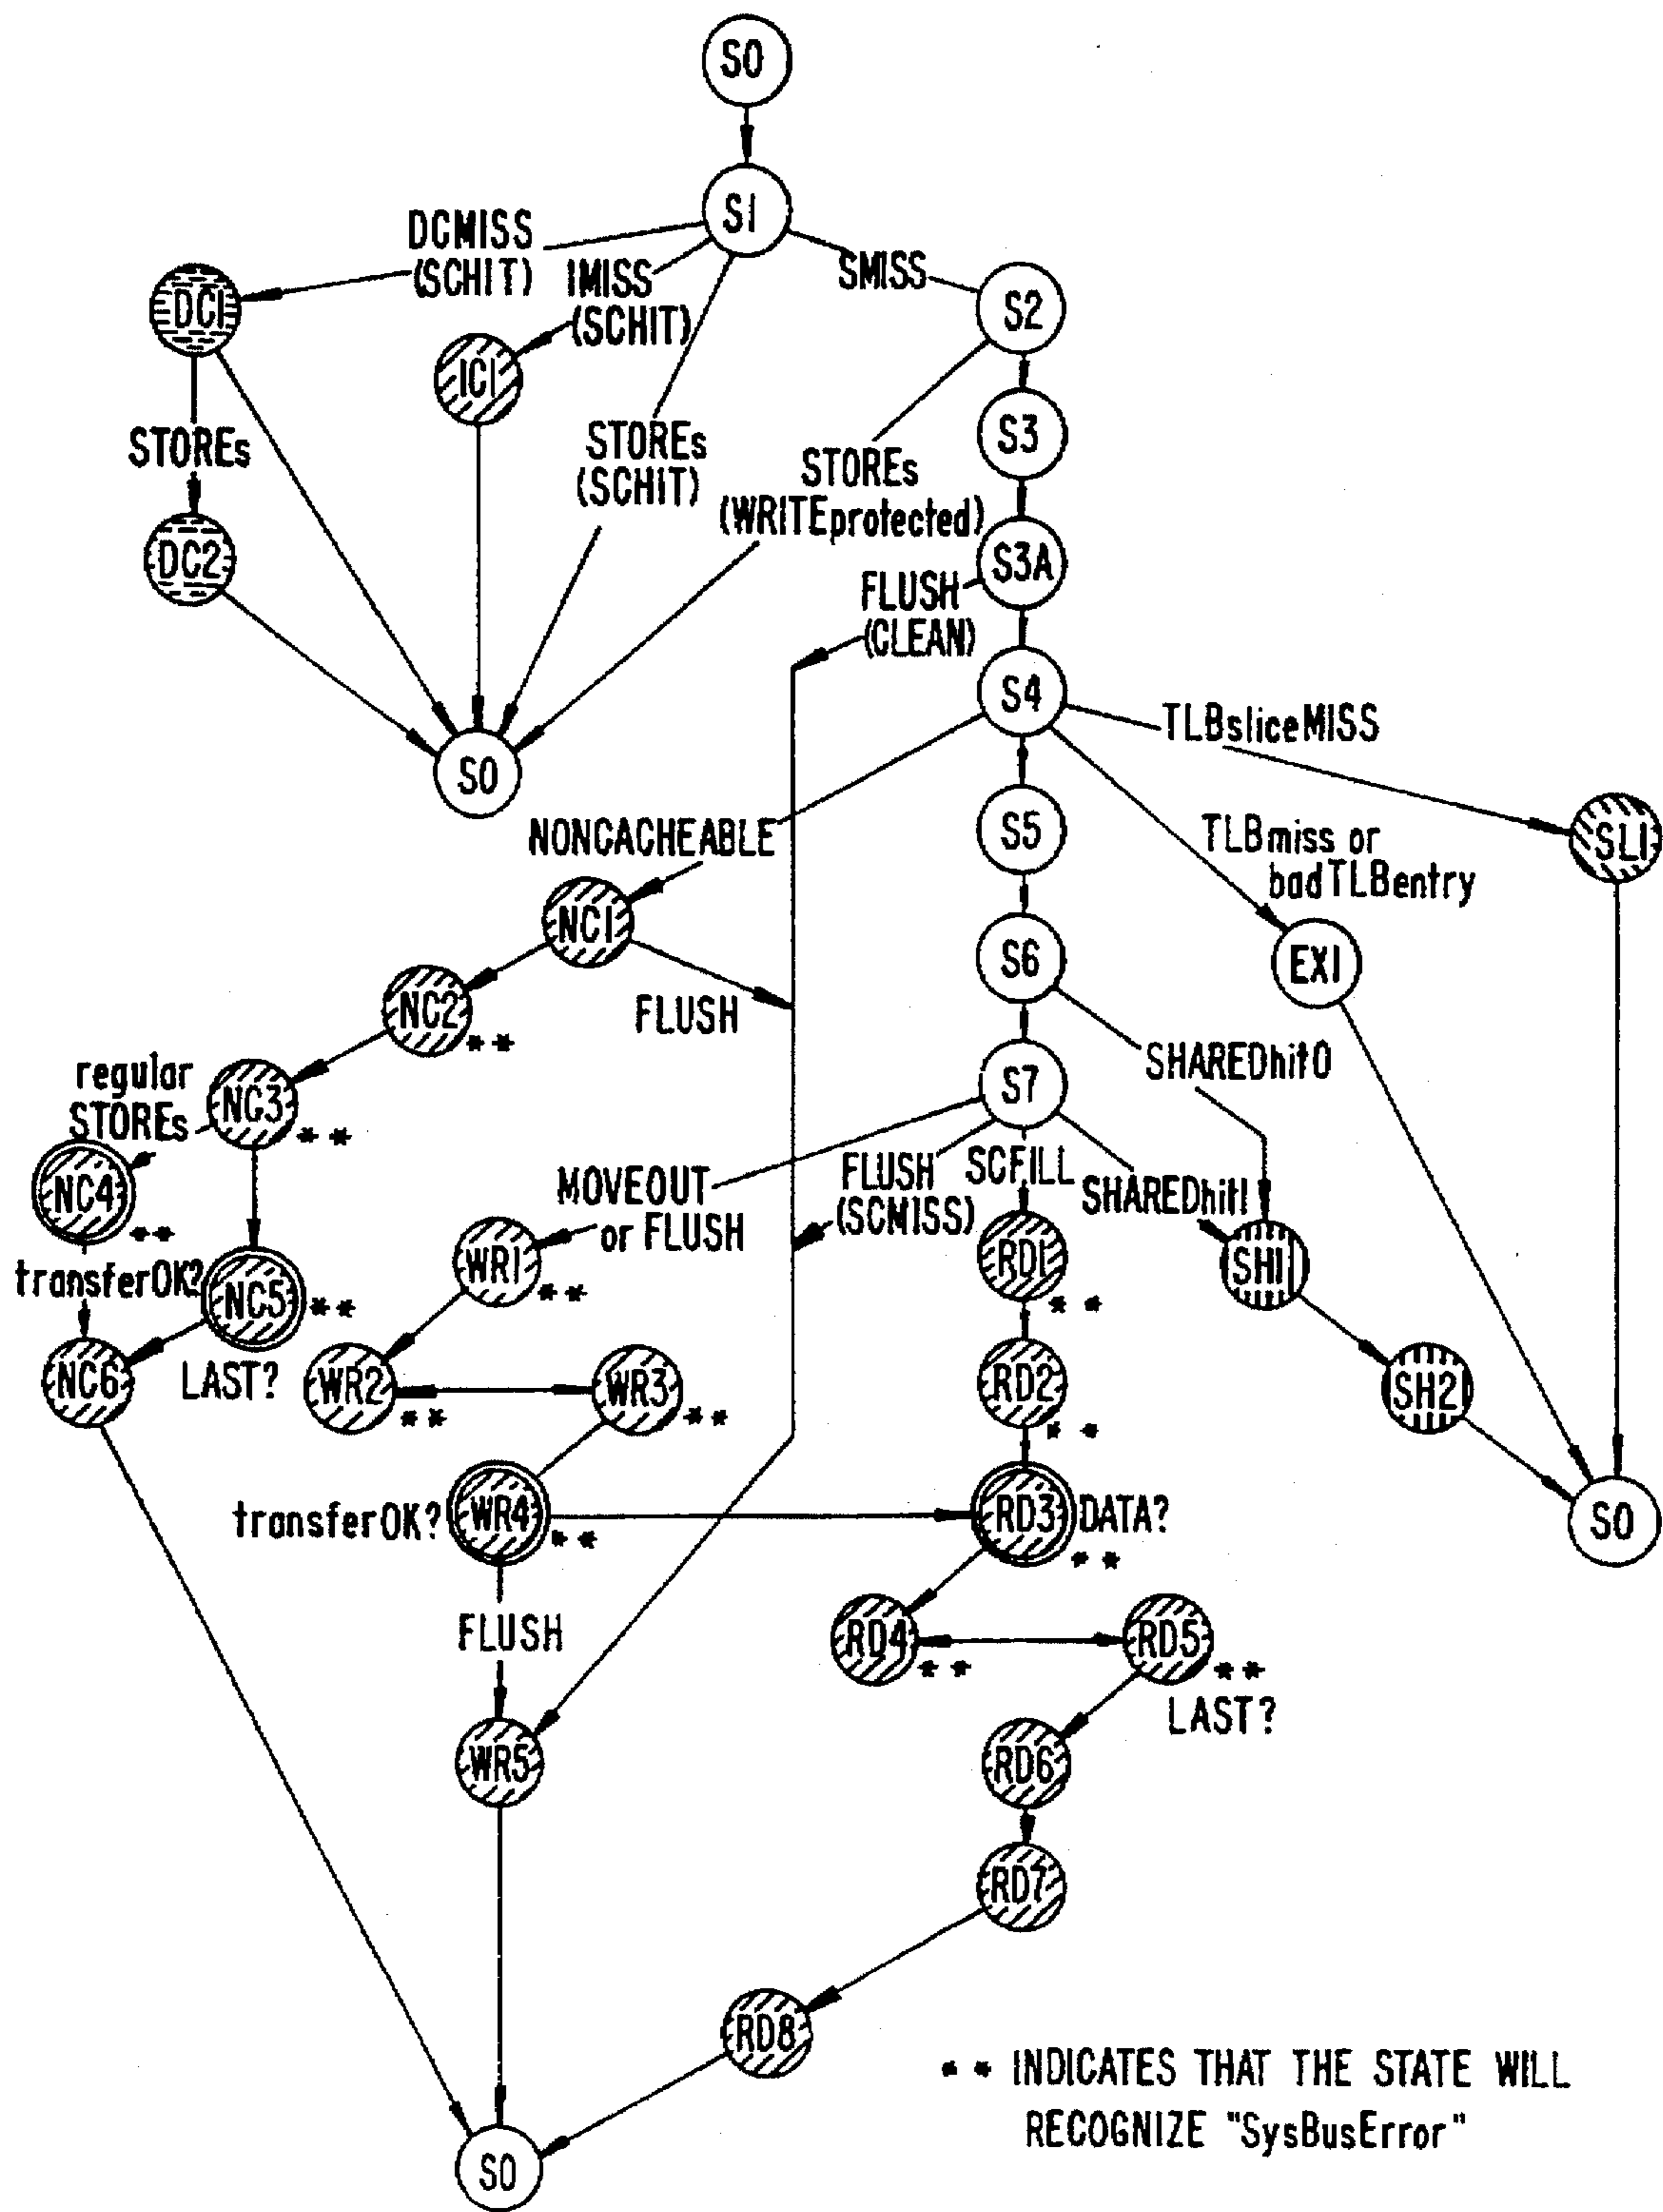 S0
S1
DCMISS
(SCHIT)
IMISS
(SCHIT)
SMISS
DC1
S2
IC1
S3
STOREs
STOREs
(SCHIT)
STOREs
(WRITEprotected)
DC2
S3A
FLUSH
(CLEAN)
S4
TLBsliceMISS
S0
NONCACHEABLE
S5
TLBmiss or
badTLBentry
SL1
NC1
S6
EX1
NC2
**
FLUSH
SHAREDhit0
regular
STOREs
NC3
**
S7
NC4
**
MOVEOUT
or FLUSH
FLUSH
(SCMISS)
SCFILL
SHAREDhit1
transferOK?
NC5
**
WR1
**
RD1
**
SH1
NC6
LAST?
WR2
**
WR3
**
RD2
**
SH2
transferOK?
WR4
**
RD3
DATA?
**
S0
FLUSH
RD4
**
RD5
**
LAST?
WR5
RD6
RD7
RD8
** INDICATES THAT THE STATE WILL
RECOGNIZE "SysBusError"
S0